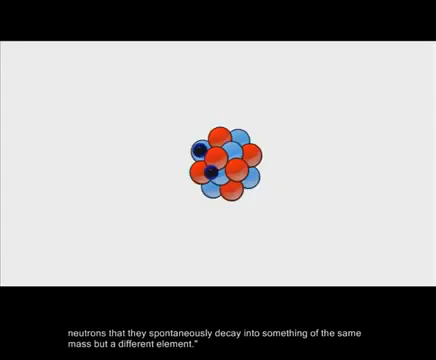 neutrons that they spontaneously decay into something of the same
mass but a different element."